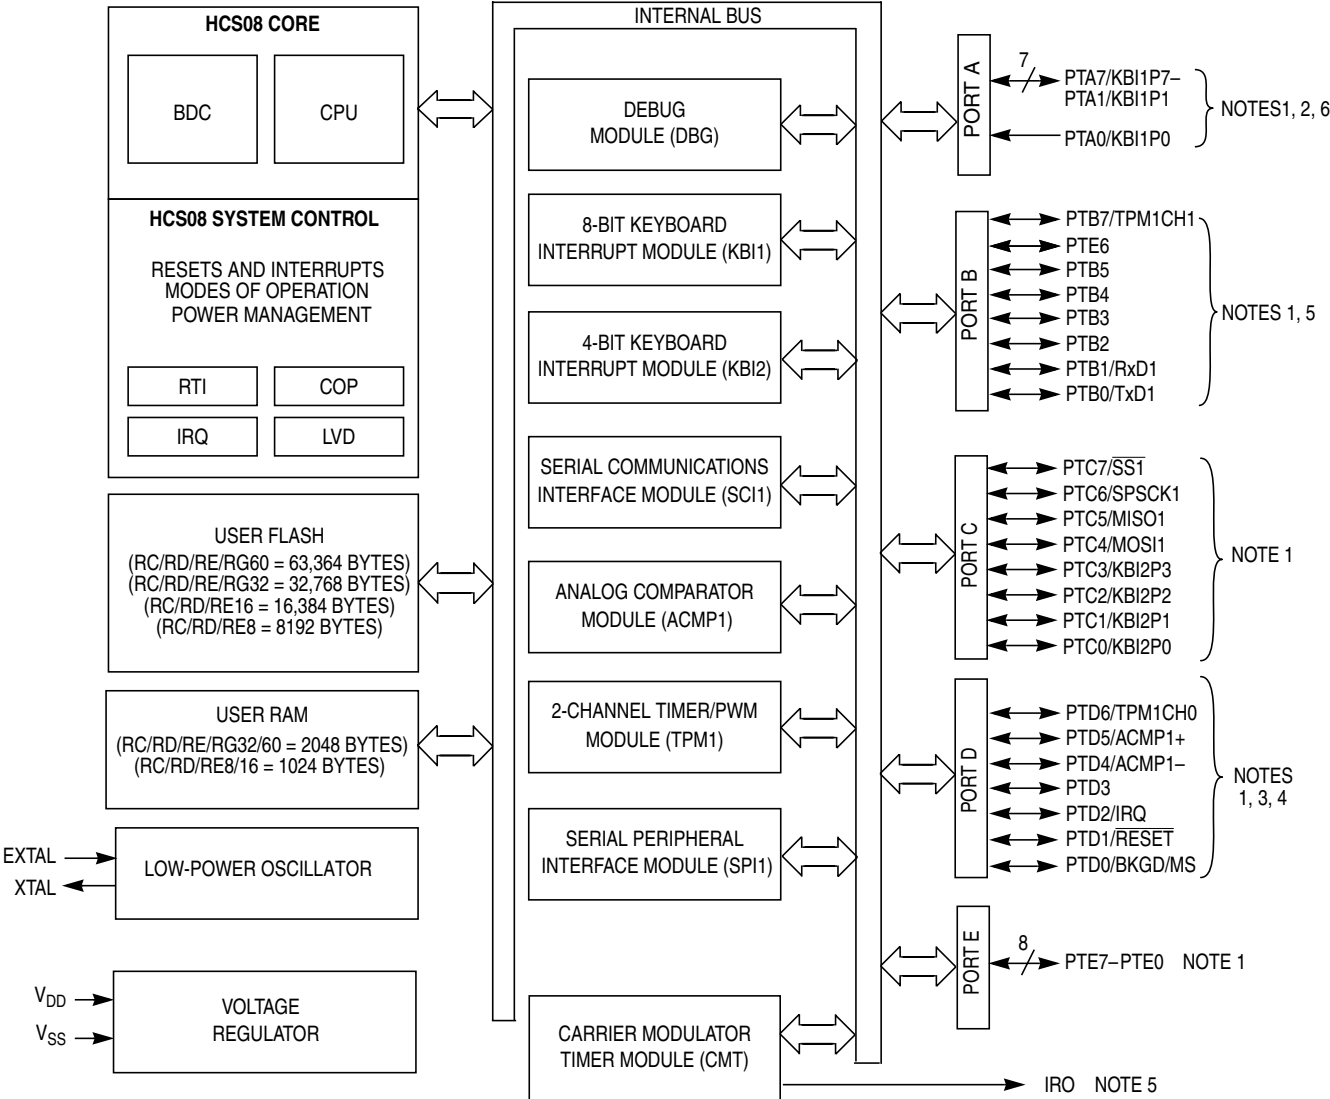 HCS08 CORE
BDC
CPU
HCS08 SYSTEM CONTROL
RESETS AND INTERRUPTS
MODES OF OPERATION
POWER MANAGEMENT
RTI
COP
IRQ
LVD
USER FLASH
(RC/RD/RE/RG60 = 63,364 BYTES)
(RC/RD/RE/RG32 = 32,768 BYTES)
(RC/RD/RE16 = 16,384 BYTES)
(RC/RD/RE8 = 8192 BYTES)
USER RAM
(RC/RD/RE/RG32/60 = 2048 BYTES)
(RC/RD/RE8/16 = 1024 BYTES)
EXTAL
XTAL
LOW-POWER OSCILLATOR
VDD
VSS
VOLTAGE
REGULATOR
INTERNAL BUS
DEBUG
MODULE (DBG)
8-BIT KEYBOARD
INTERRUPT MODULE (KBI1)
4-BIT KEYBOARD
INTERRUPT MODULE (KBI2)
SERIAL COMMUNICATIONS
INTERFACE MODULE (SCI1)
ANALOG COMPARATOR
MODULE (ACMP1)
2-CHANNEL TIMER/PWM
MODULE (TPM1)
SERIAL PERIPHERAL
INTERFACE MODULE (SPI1)
CARRIER MODULATOR
TIMER MODULE (CMT)
PORT A
7
PTA7/KBI1P7–
PTA1/KBI1P1
PTA0/KBI1P0
NOTES1, 2, 6
PORT B
PTB7/TPM1CH1
PTE6
PTB5
PTB4
PTB3
PTB2
PTB1/RxD1
PTB0/TxD1
NOTES 1, 5
PORT C
PTC7/SS1
PTC6/SPSCK1
PTC5/MISO1
PTC4/MOSI1
PTC3/KBI2P3
PTC2/KBI2P2
PTC1/KBI2P1
PTC0/KBI2P0
NOTE 1
PORT D
PTD6/TPM1CH0
PTD5/ACMP1+
PTD4/ACMP1–
PTD3
PTD2/IRQ
PTD1/RESET
PTD0/BKGD/MS
NOTES
1, 3, 4
PORT E
8
PTE7–PTE0 NOTE 1
IRO NOTE 5